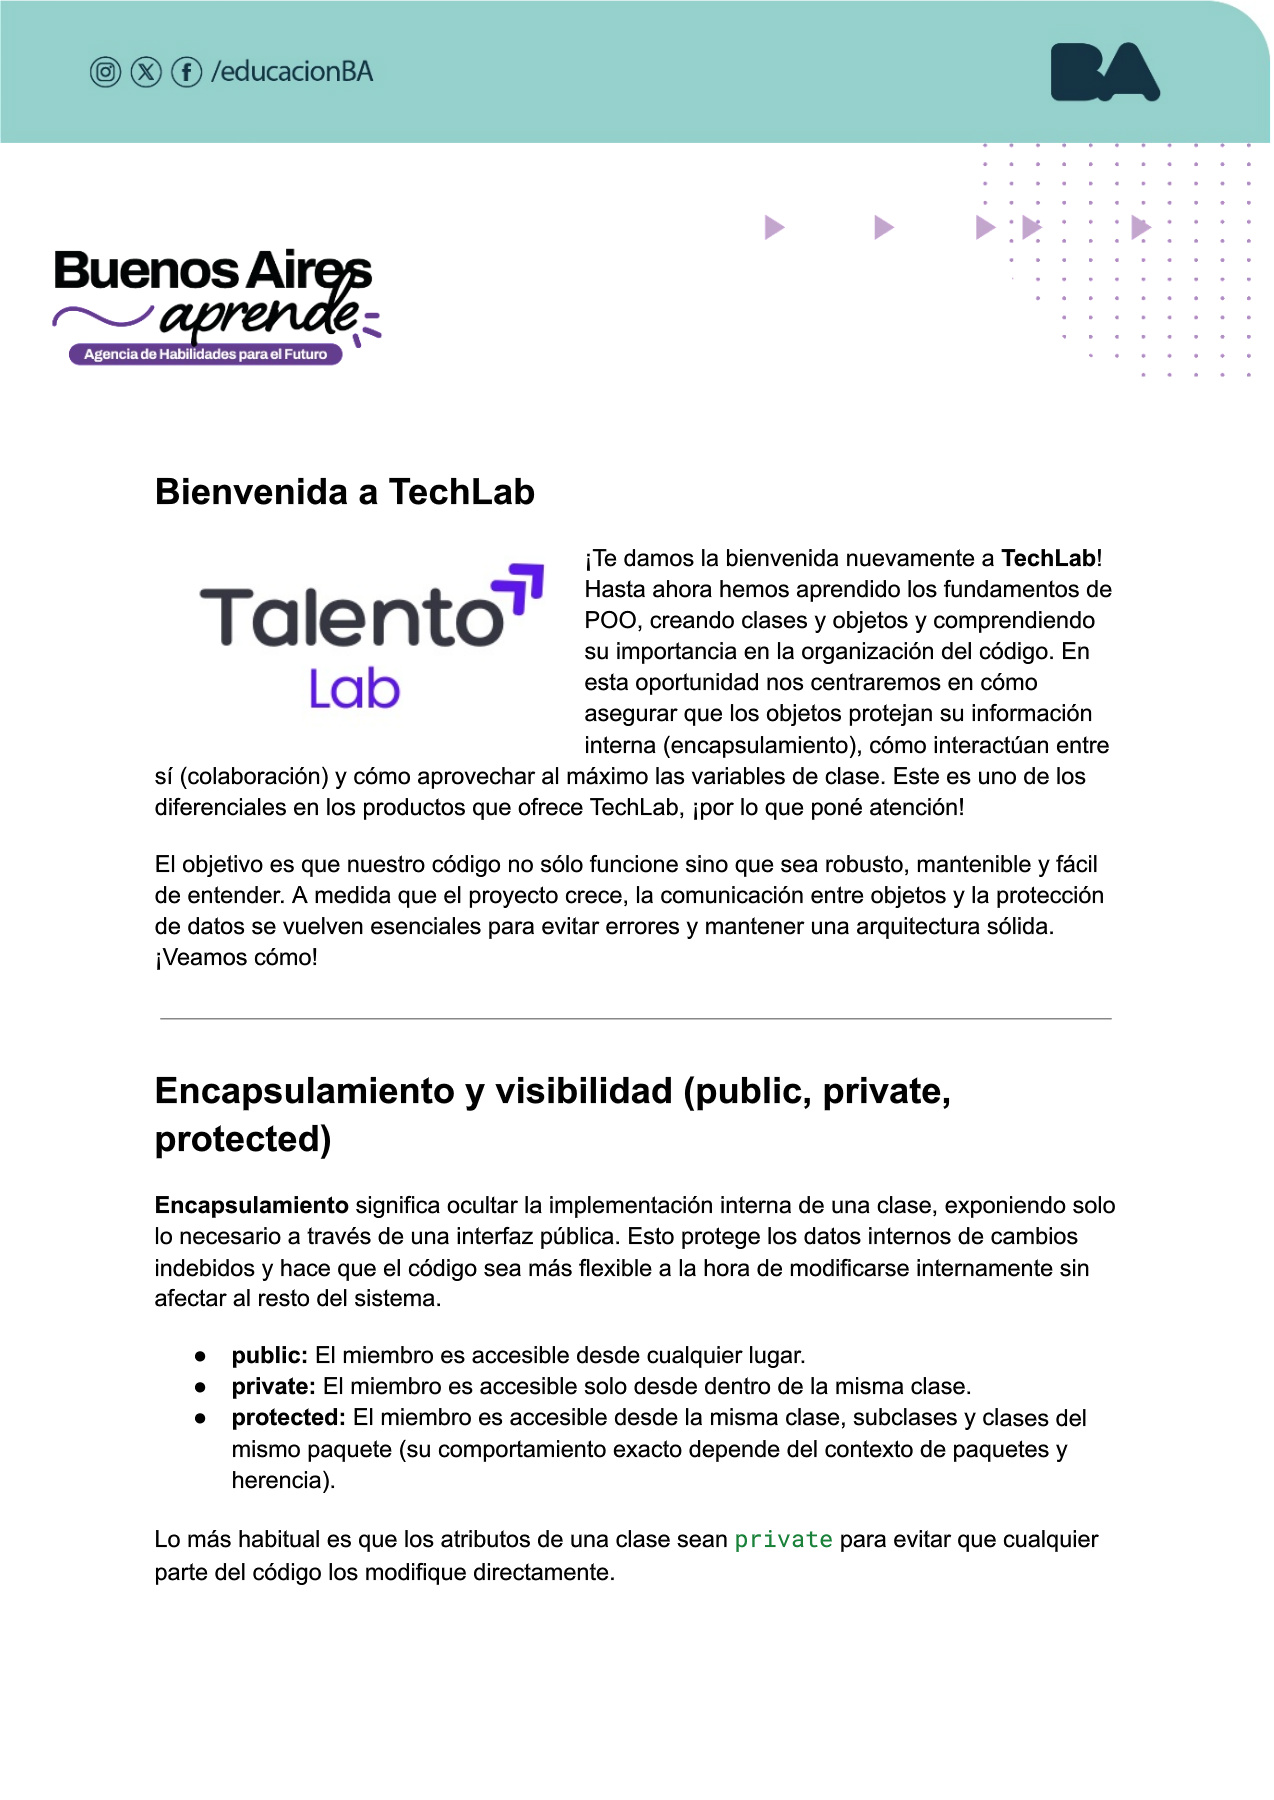 /educacionBA
BA
Buenos Aires
aprende
Agencia de Habilidades para el Futuro
Bienvenida a TechLab
Talento
Lab
¡Te damos la bienvenida nuevamente a TechLab!
Hasta ahora hemos aprendido los fundamentos de
POO, creando clases y objetos y comprendiendo
su importancia en la organización del código. En
esta oportunidad nos centraremos en cómo
asegurar que los objetos protejan su información
interna (encapsulamiento), cómo interactúan entre
sí (colaboración) y cómo aprovechar al máximo las variables de clase. Este es uno de los
diferenciales en los productos que ofrece TechLab, ¡por lo que poné atención!
El objetivo es que nuestro código no sólo funcione sino que sea robusto, mantenible y fácil
de entender. A medida que el proyecto crece, la comunicación entre objetos y la protección
de datos se vuelven esenciales para evitar errores y mantener una arquitectura sólida.
¡Veamos cómo!
Encapsulamiento y visibilidad (public, private,
protected)
Encapsulamiento significa ocultar la implementación interna de una clase, exponiendo solo
lo necesario a través de una interfaz pública. Esto protege los datos internos de cambios
indebidos y hace que el código sea más flexible a la hora de modificarse internamente sin
afectar al resto del sistema.
● public: El miembro es accesible desde cualquier lugar.
● private: El miembro es accesible solo desde dentro de la misma clase.
● protected: El miembro es accesible desde la misma clase, subclases y clases del
mismo paquete (su comportamiento exacto depende del contexto de paquetes y
herencia).
Lo más habitual es que los atributos de una clase sean private para evitar que cualquier
parte del código los modifique directamente.